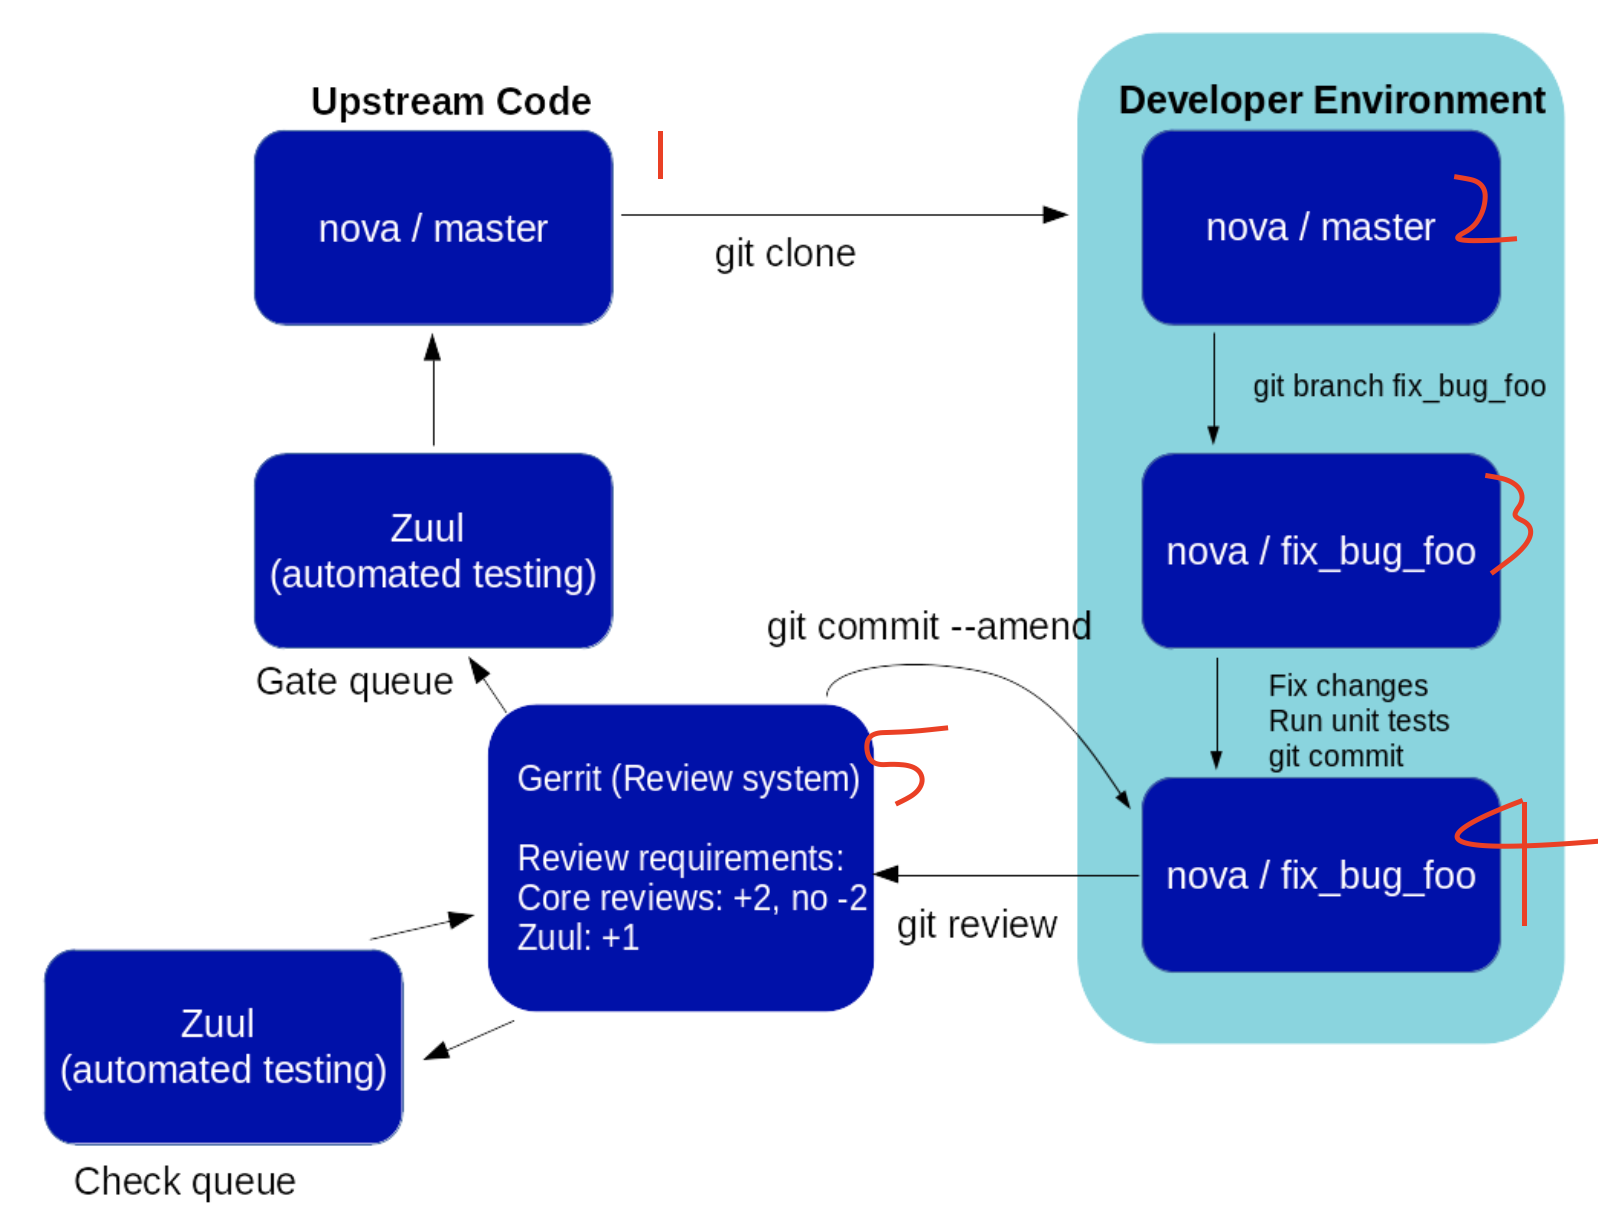 Upstream Code
Developer Environment
nova / master
1
git clone
nova / master
2
git branch fix_bug_foo
Zuul
(automated testing)
Gate queue
nova / fix_bug_foo
3
Fix changes
Run unit tests
git commit
git commit --amend
nova / fix_bug_foo
4
git review
Gerrit (Review system)
5
Review requirements:
Core reviews: +2, no -2
Zuul: +1
Zuul
(automated testing)
Check queue